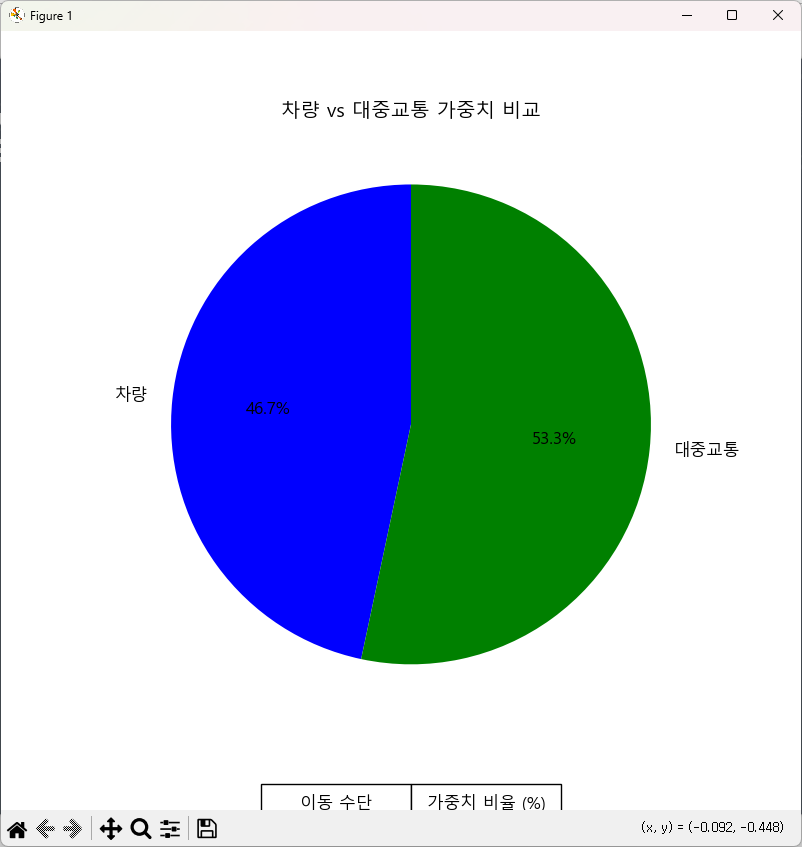 Figure 1
차량 vs 대중교통 가중치 비교
차량
46.7%
53.3%
대중교통
이동 수단 가중치 비율 (%)
(x, y) = (-0.092, -0.448)